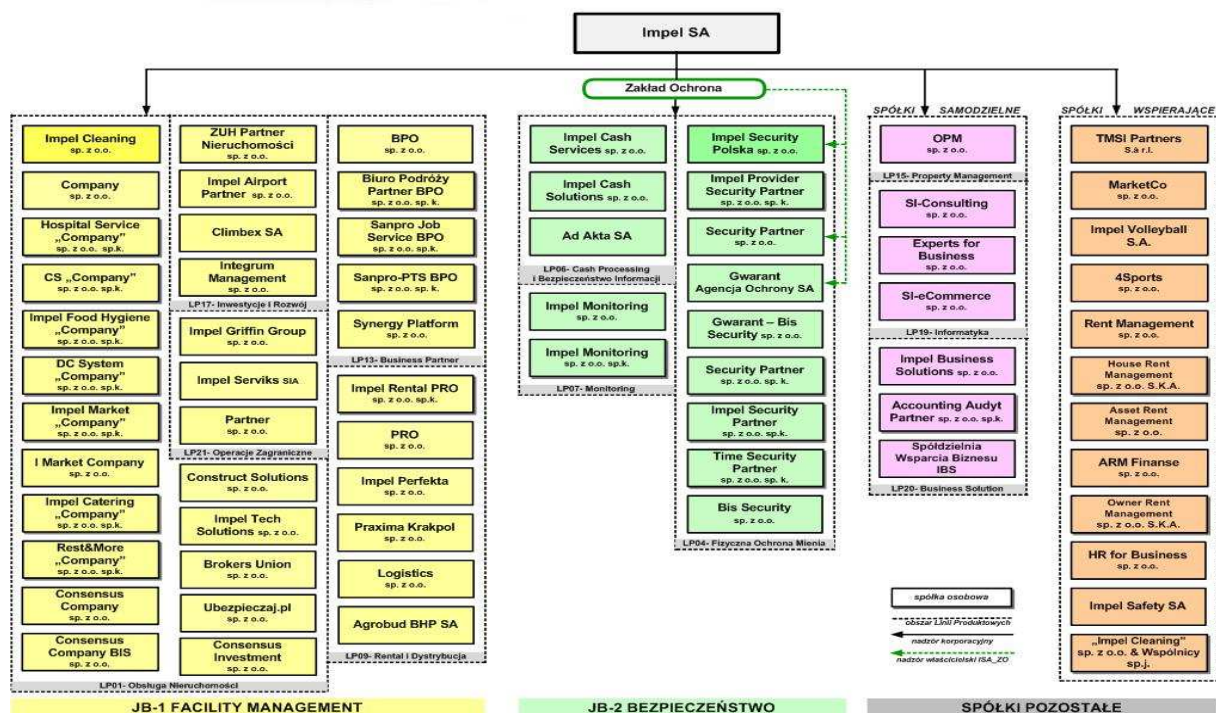 Impel SA
Zakład Ochrona
SPÓŁKI SAMODZIELNE
SPÓŁKI WSPIERAJĄCE
Impel Cleaning
sp. z o.o.
Company
sp. z o.o.
Hospital Service
„Company”
sp. z o.o. sp.k.
CS „Company”
sp. z o.o. sp.k.
Impel Food Hygiene
„Company”
sp. z o.o. sp.k.
DC System
„Company”
sp. z o.o. sp.k.
Impel Market
„Company”
sp. z o.o. sp.k.
I Market Company
sp. z o.o.
Impel Catering
„Company”
sp. z o.o. sp.k.
Rest&More
„Company”
sp. z o.o. sp.k.
Consensus
Company
sp. z o.o.
Consensus
Company BIS
sp. z o.o.
LP01- Obsługa Nieruchomości
ZUH Partner
Nieruchomości
sp. z o.o.
Impel Airport
Partner sp. z o.o.
Climbex SA
Integrum
Management
sp. z o.o.
LP17- Inwestycje I Rozwój
Impel Griffin Group
sp. z o.o.
Impel Serviks SIA
Partner
sp. z o.o.
LP21- Operacje Zagraniczne
Construct Solutions
sp. z o.o.
Impel Tech
Solutions sp. z o.o.
Brokers Union
sp. z o.o.
Ubezpieczaj.pl
sp. z o.o.
Consensus
Investment
sp. z o.o.
BPO
sp. z o.o.
Biuro Podróży
Partner BPO
sp. z o.o. sp.k.
Sanpro Job
Service BPO
sp. z o.o. sp.k.
Sanpro-PTS BPO
sp. z o.o. sp.k.
Synergy Platform
sp. z o.o.
LP13- Business Partner
Impel Rental PRO
sp. z o.o. sp.k.
PRO
sp. z o.o.
Impel Perfekta
sp. z o.o.
Praxima Krakpol
sp. z o.o.
Logistics
sp. z o.o.
Agrobud BHP SA
LP09- Rental i Dystrybucja
Impel Cash
Services sp. z o.o.
Impel Cash
Solutions sp. z o.o.
Ad Akta SA
LP06- Cash Processing
i Bezpieczeństwo Informacji
Impel Monitoring
sp. z o.o.
Impel Monitoring
sp. z o.o. sp.k.
LP07- Monitoring
Impel Security
Polska sp. z o.o.
Impel Provider
Security Partner
sp. z o.o. sp. k.
Security Partner
sp. z o.o.
Gwarant
Agencja Ochrony SA
Gwarant – Bis
Security sp. z o.o.
Security Partner
sp. z o.o. sp. k.
Impel Security
Partner
sp. z o.o. sp.k.
Time Security
Partner
sp. z o.o. sp. k.
Bis Security
sp. z o.o.
LP04- Fizyczna Ochrona Mienia
OPM
sp. z o.o.
LP15- Property Management
SI-Consulting
sp. z o.o.
Experts for
Business
sp. z o.o.
SI-eCommerce
sp. z o.o.
LP19- Informatyka
Impel Business
Solutions sp. z o.o.
Accounting Audyt
Partner sp. z o.o. sp.k.
Spółdzielnia
Wsparcia Biznesu
IBS
LP20- Business Solution
TMSI Partners
S.a r.l.
MarketCo
sp. z o.o.
Impel Volleyball
S.A.
4Sports
sp. z o.o.
Rent Management
sp. z o.o.
House Rent
Management
sp. z o.o. S.K.A.
Asset Rent
Management
sp. z o.o.
ARM Finanse
sp. z o.o.
Owner Rent
Management
sp. z o.o. S.K.A.
HR for Business
sp. z o.o.
Impel Safety SA
„Impel Cleaning”
sp. z o.o. & Wspólnicy
sp.j.
spółka osobowa
obszar Linii Produktowych
nadzór korporacyjny
nadzór właścicielski ISA_ZO
JB-1 FACILITY MANAGEMENT
JB-2 BEZPIECZEŃSTWO
SPÓŁKI POZOSTAŁE